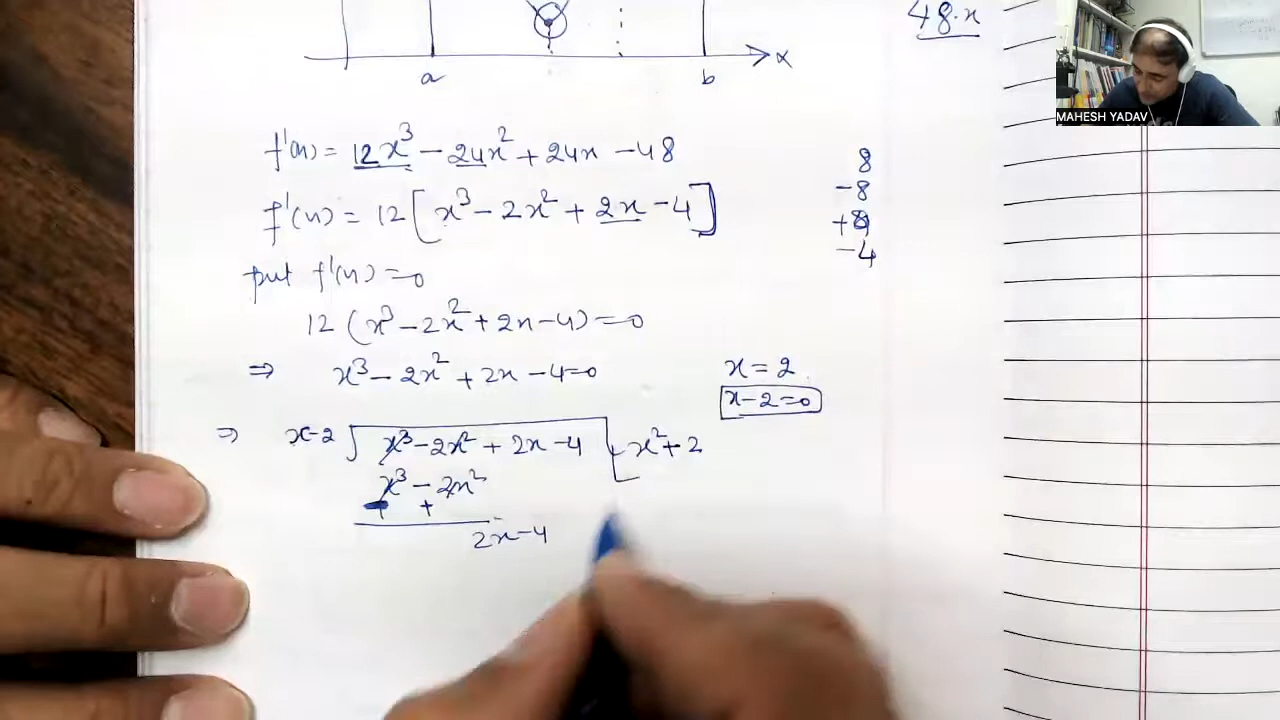 48·x
MAHESH YADAV
a b x
f'(x) = 12x³ − 24x² + 24x − 48
f'(x) = 12[x³ − 2x² + 2x − 4]
8
−8
−4
put f'(x) = 0
12(x³ − 2x² + 2x − 4) = 0
⇒ x³ − 2x² + 2x − 4 = 0
x = 2
x − 2 = 0
⇒ x−2 ) x³ − 2x² + 2x − 4 ( x² + 2
x³ − 2x²
− +
2x − 4